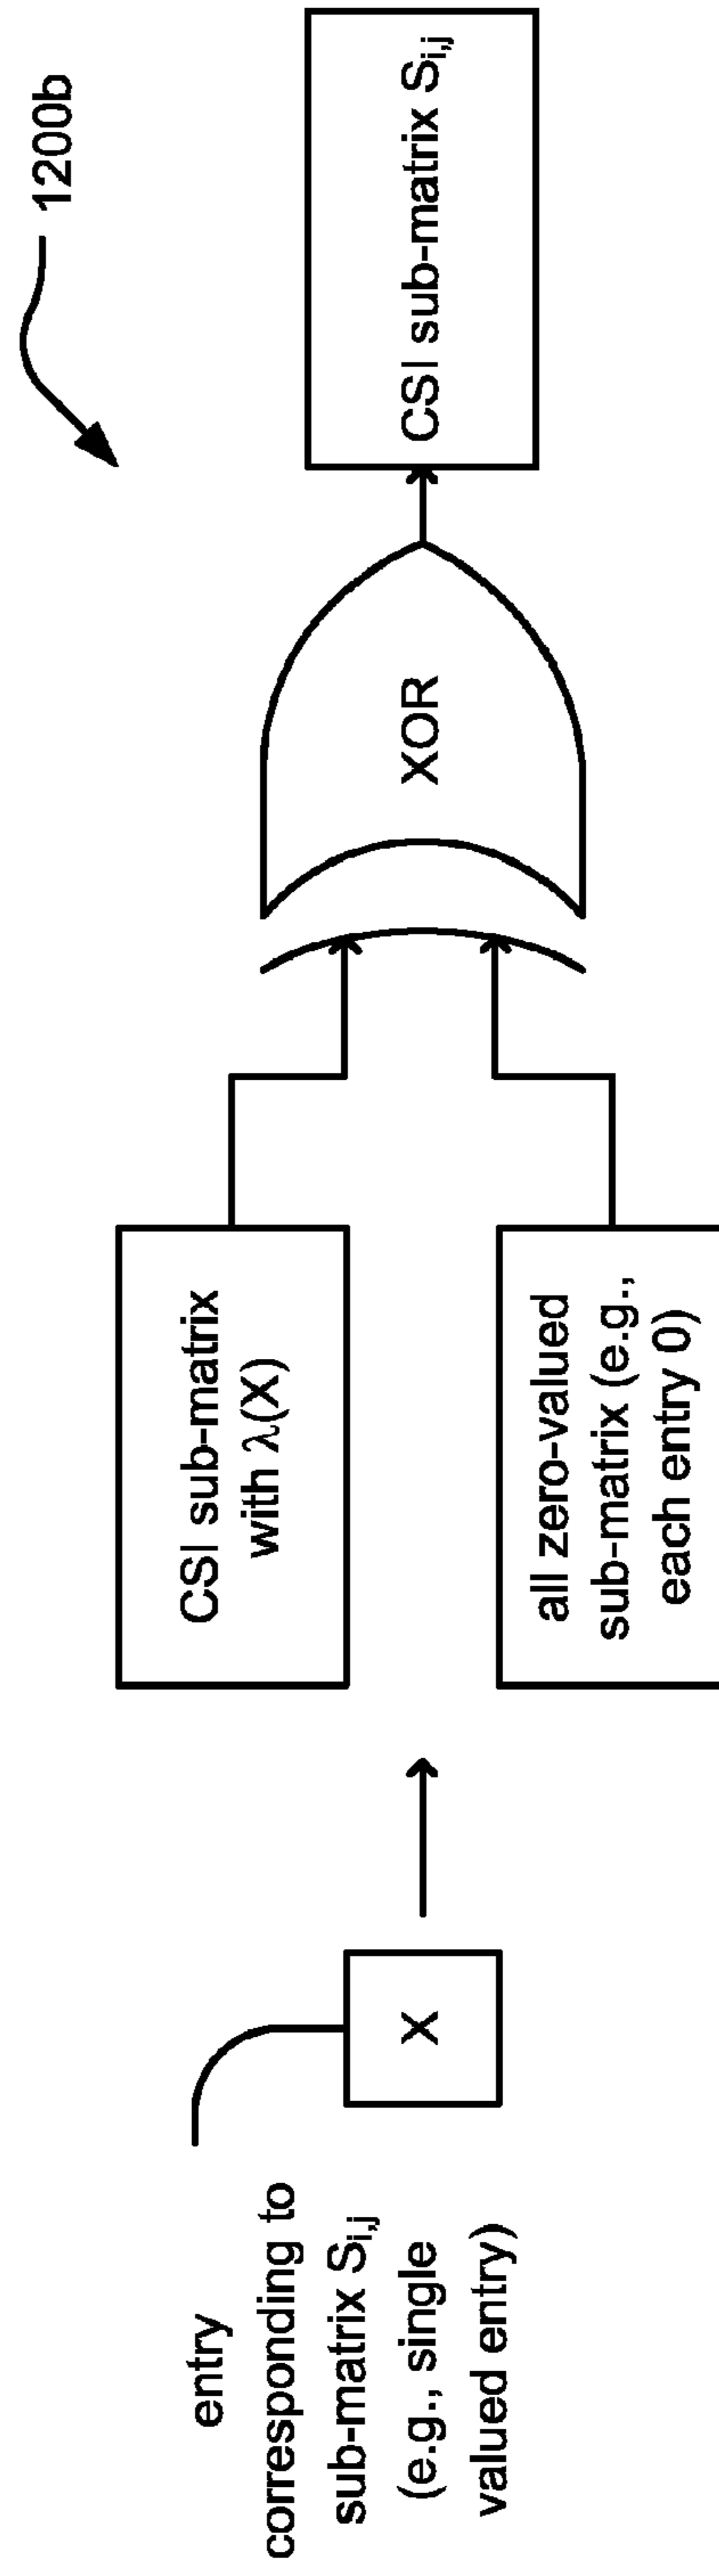 1200b
entry
corresponding to
sub-matrix Si,j
(e.g., single
valued entry)
X
CSI sub-matrix
with λ(X)
all zero-valued
sub-matrix (e.g.,
each entry 0)
XOR
CSI sub-matrix Si,j